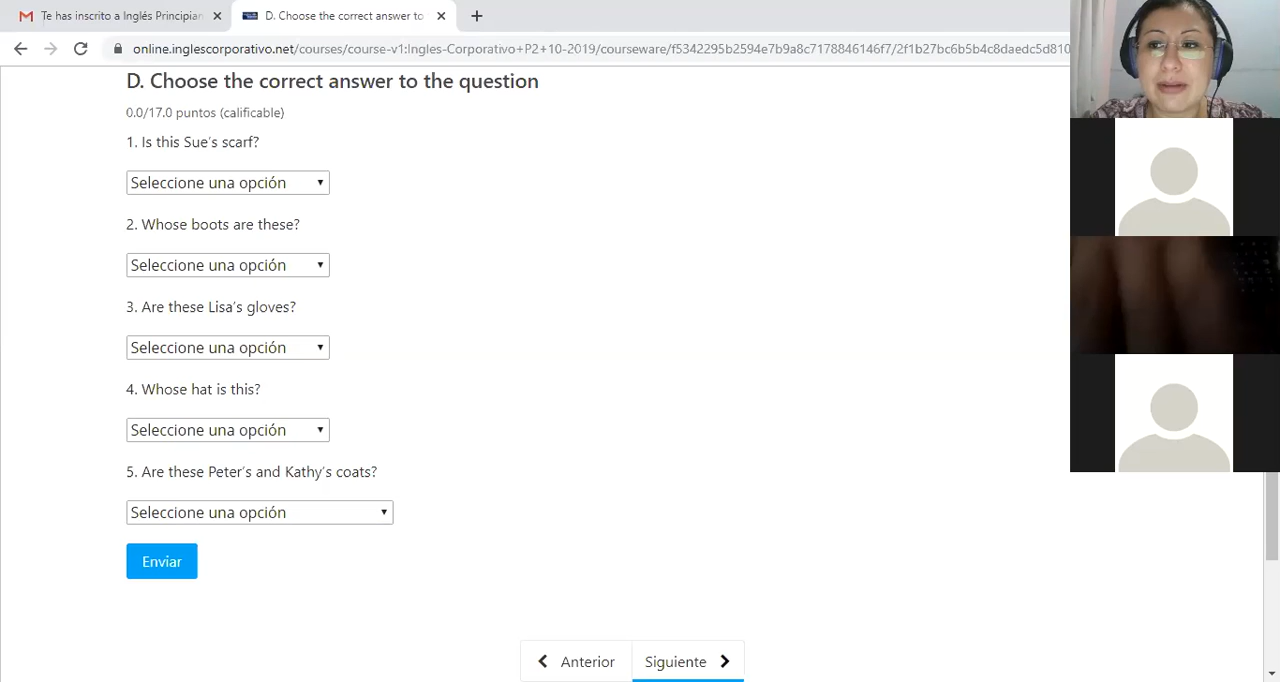 Te has inscrito a Inglés Principian
D. Choose the correct answer to
online.inglescorporativo.net/courses/course-v1:Ingles-Corporativo+P2+10-2019/courseware/f5342295b2594e7b9a8c7178846146f7/2f1b27bc6b5b4c8daedc5d810
D. Choose the correct answer to the question
0.0/17.0 puntos (calificable)
1. Is this Sue's scarf?
Seleccione una opción
2. Whose boots are these?
Seleccione una opción
3. Are these Lisa's gloves?
Seleccione una opción
4. Whose hat is this?
Seleccione una opción
5. Are these Peter's and Kathy's coats?
Seleccione una opción
Enviar
Anterior Siguiente